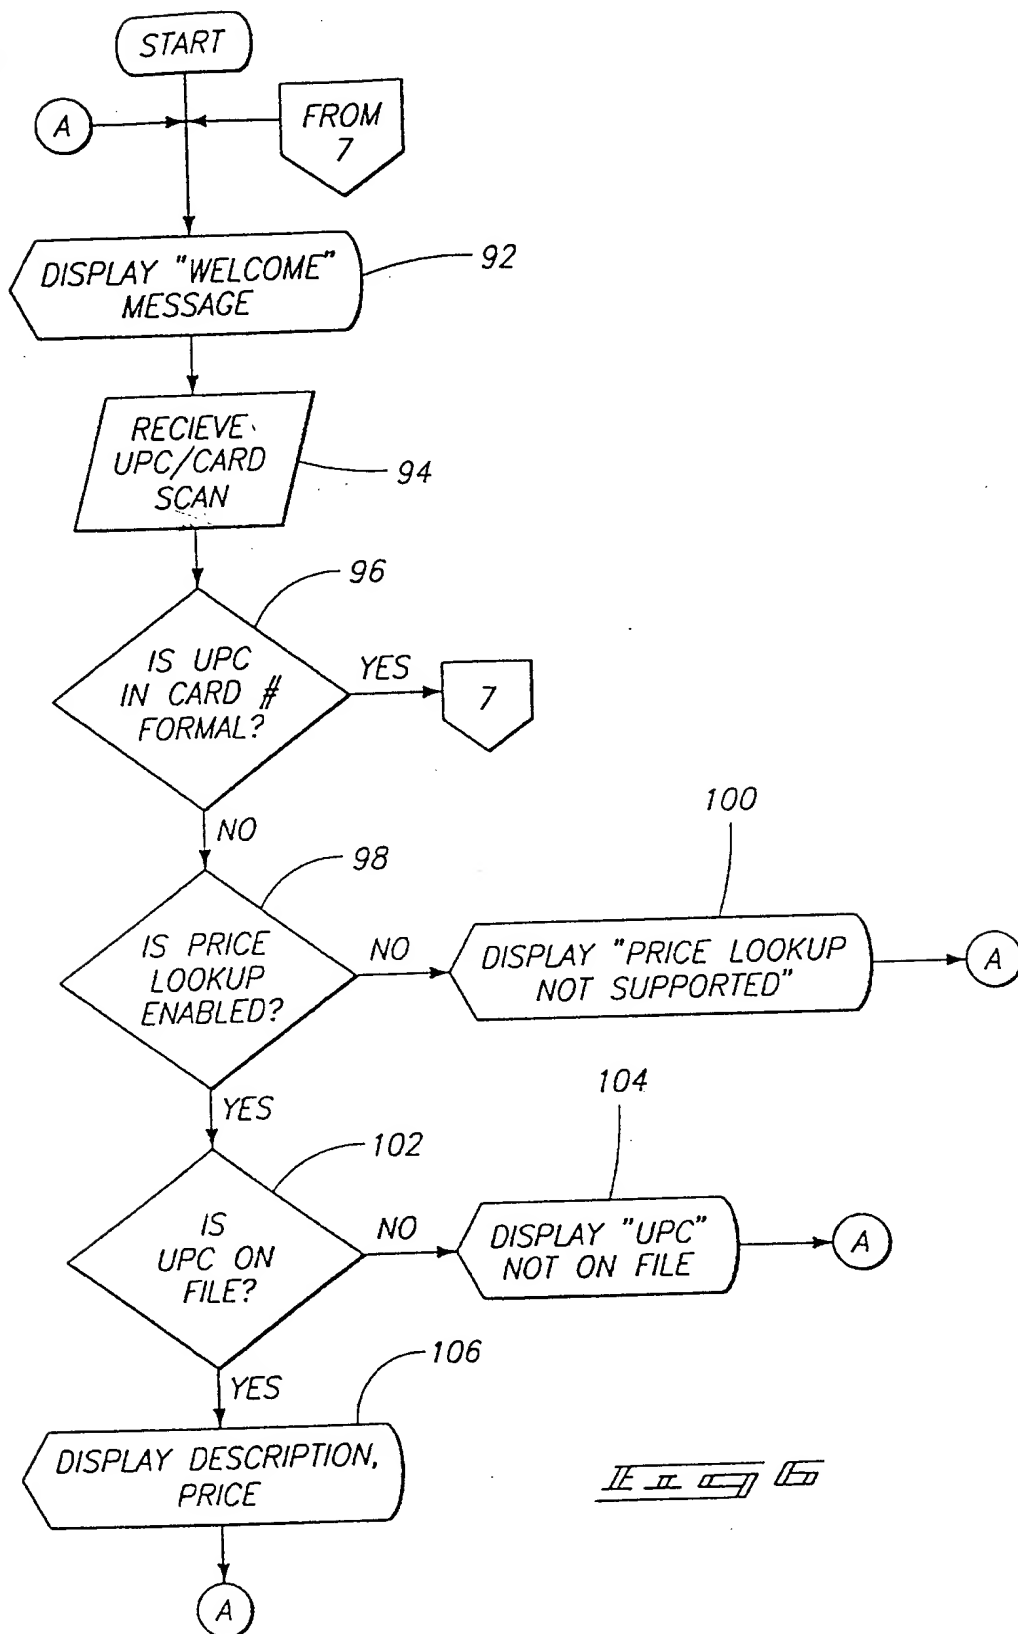 START
A
FROM
7
DISPLAY "WELCOME"
MESSAGE
92
RECIEVE
UPC/CARD
SCAN
94
96
IS UPC
IN CARD #
FORMAL?
YES
7
NO
98
100
IS PRICE
LOOKUP
ENABLED?
NO
DISPLAY "PRICE LOOKUP
NOT SUPPORTED"
A
YES
102
104
IS
UPC ON
FILE?
NO
DISPLAY "UPC"
NOT ON FILE
A
YES
106
DISPLAY DESCRIPTION,
PRICE
A
Fig 6